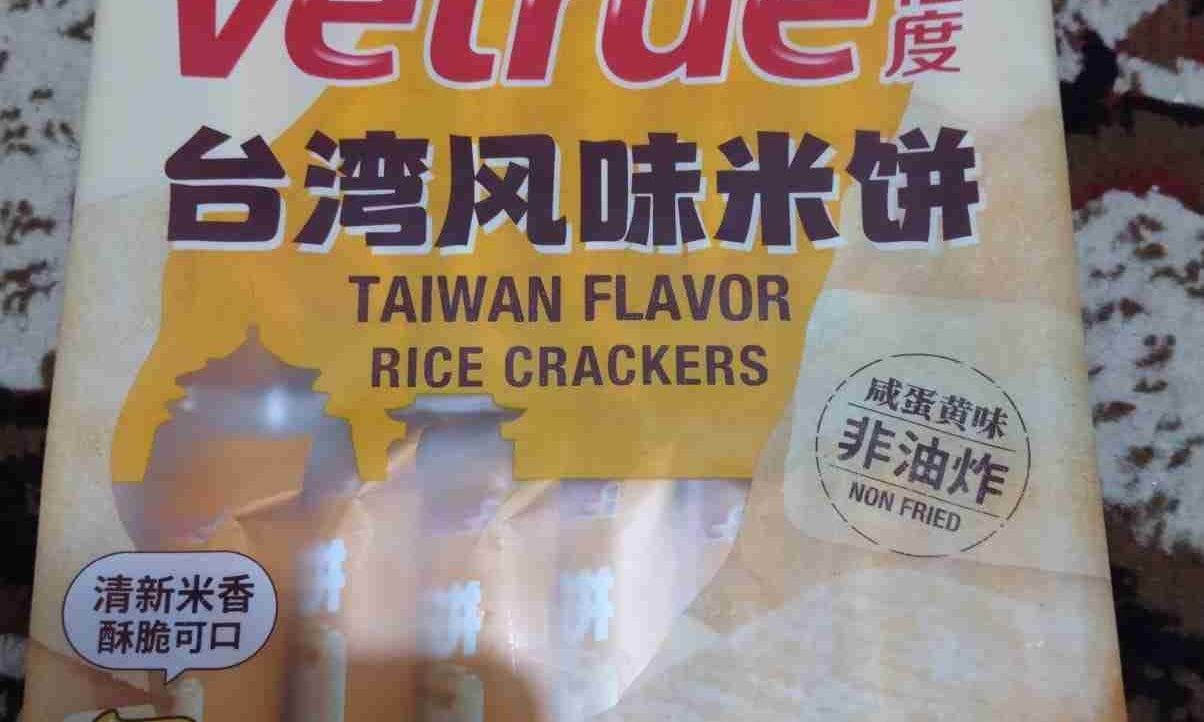 Vetrue
度
台湾风味米饼
TAIWAN FLAVOR
RICE CRACKERS
咸蛋黄味
非油炸
NON FRIED
清新米香
酥脆可口
饼
饼
饼